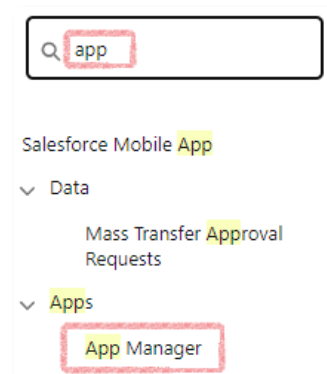 app
Salesforce Mobile App
Data
Mass Transfer Approval
Requests
Apps
App Manager